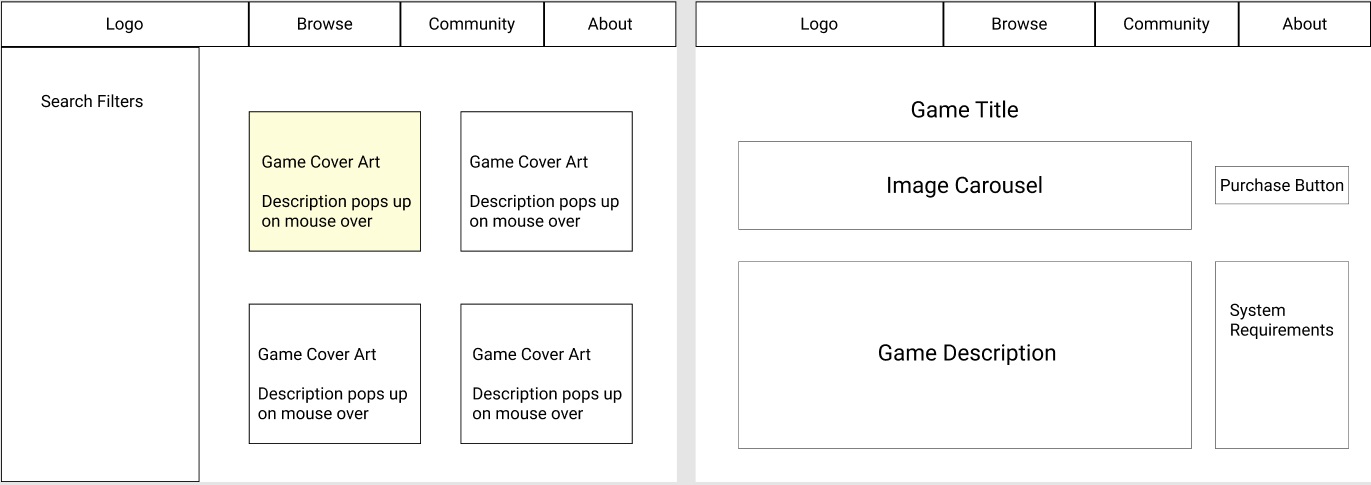 Logo
Browse
Community
About
Search Filters
Game Cover Art
Description pops up
on mouse over
Game Cover Art
Description pops up
on mouse over
Game Cover Art
Description pops up
on mouse over
Game Cover Art
Description pops up
on mouse over
Logo
Browse
Community
About
Game Title
Image Carousel
Purchase Button
Game Description
System
Requirements